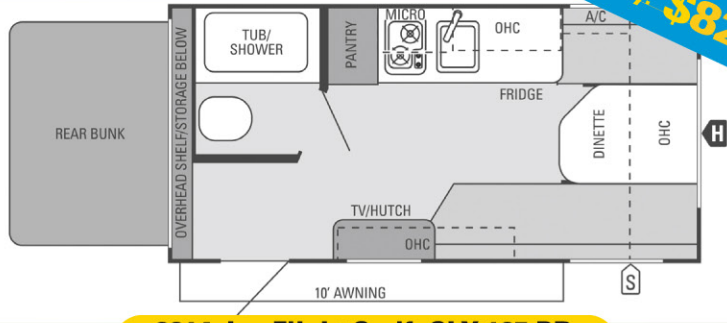 $82
MICRO
A/C
TUB/
SHOWER
PANTRY
OHC
OVERHEAD SHELF/STORAGE BELOW
FRIDGE
REAR BUNK
DINETTE
OHC
H
TV/HUTCH
OHC
S
10' AWNING